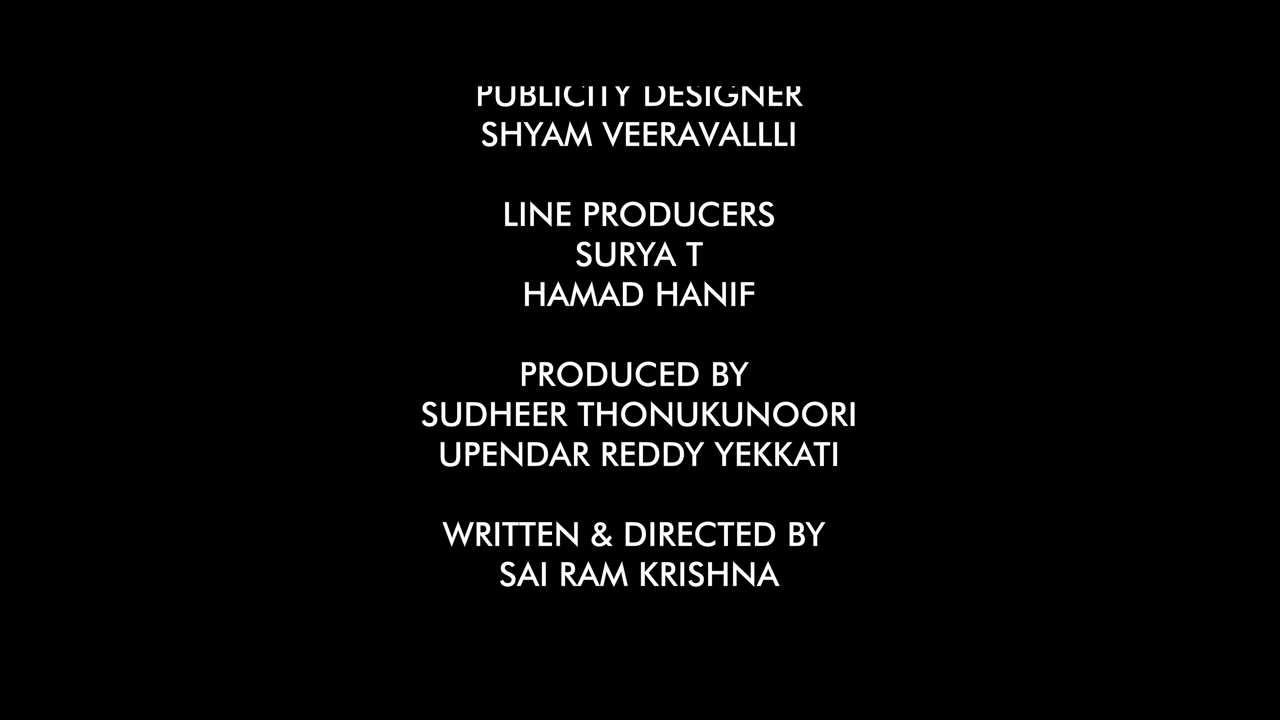 PUBLICITY DESIGNER
SHYAM VEERAVALLLI
LINE PRODUCERS
SURYA T
HAMAD HANIF
PRODUCED BY
SUDHEER THONUKUNOORI
UPENDAR REDDY YEKKATI
WRITTEN & DIRECTED BY
SAI RAM KRISHNA